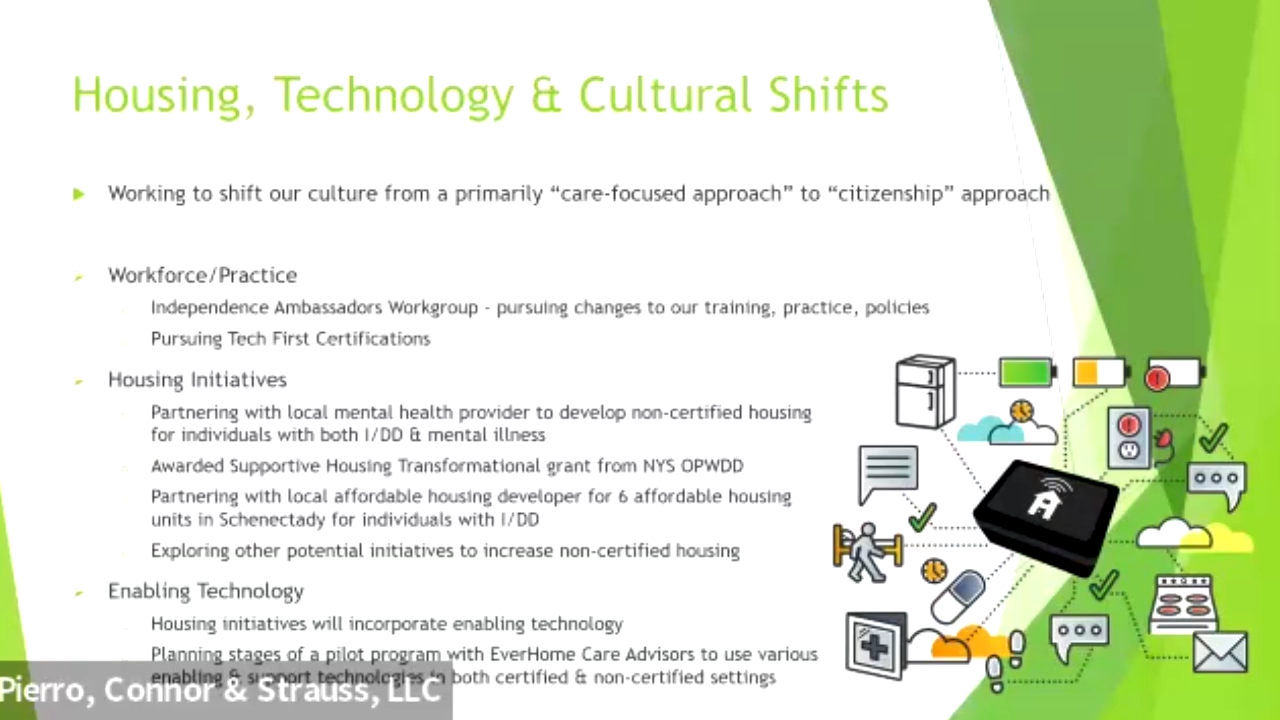 Housing, Technology & Cultural Shifts
Working to shift our culture from a primarily “care-focused approach” to “citizenship” approach
Workforce/Practice
Independence Ambassadors Workgroup - pursuing changes to our training, practice, policies
Pursuing Tech First Certifications
Housing Initiatives
Partnering with local mental health provider to develop non-certified housing
for individuals with both I/DD & mental illness
Awarded Supportive Housing Transformational grant from NYS OPWDD
Partnering with local affordable housing developer for 6 affordable housing
units in Schenectady for individuals with I/DD
Exploring other potential initiatives to increase non-certified housing
Enabling Technology
Housing initiatives will incorporate enabling technology
Planning stages of a pilot program with EverHome Care Advisors to use various
enabling & support technologies in both certified & non-certified settings
Pierro, Connor & Strauss, LLC